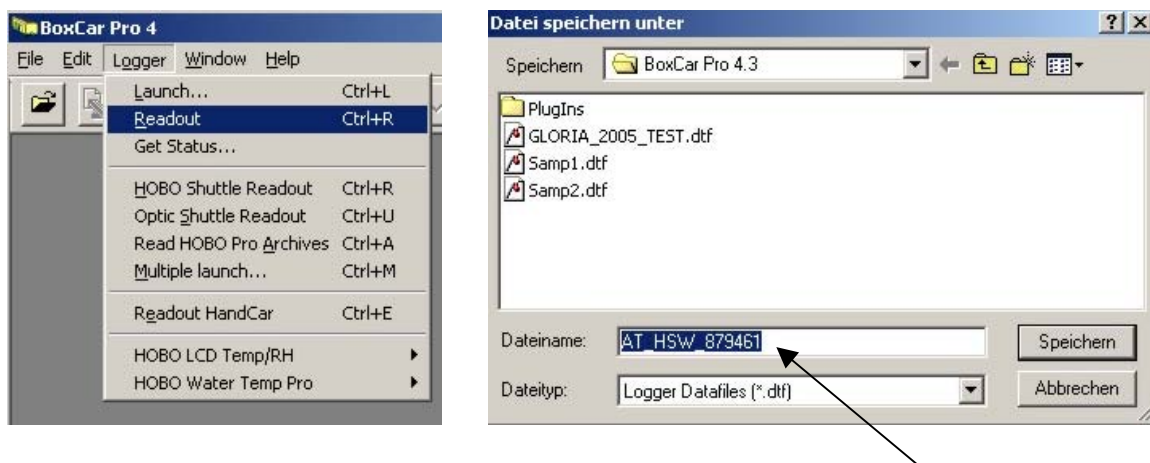 BoxCar Pro 4
File Edit Logger Window Help
Launch... Ctrl+L
Readout Ctrl+R
Get Status...
HOBO Shuttle Readout Ctrl+R
Optic Shuttle Readout Ctrl+U
Read HOBO Pro Archives Ctrl+A
Multiple launch... Ctrl+M
Readout HandCar Ctrl+E
HOBO LCD Temp/RH
HOBO Water Temp Pro
Datei speichern unter
Speichern BoxCar Pro 4.3
PlugIns
GLORIA_2005_TEST.dtf
Samp1.dtf
Samp2.dtf
Dateiname: AT_HSW_879461 Speichern
Dateityp: Logger Datafiles (*.dtf) Abbrechen